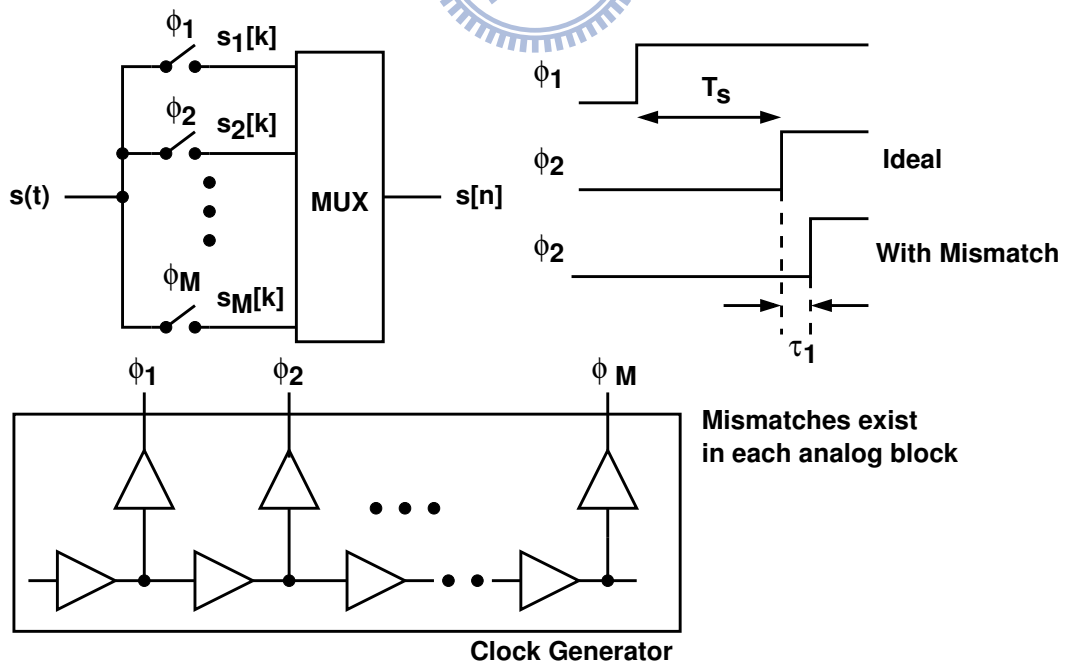 ϕ1 s1[k]
ϕ2 s2[k]
s(t) MUX s[n]
ϕM sM[k]
ϕ1 Ts
ϕ2 Ideal
ϕ2 With Mismatch
τ1
ϕ1 ϕ2 ϕ M
Mismatches exist
in each analog block
Clock Generator